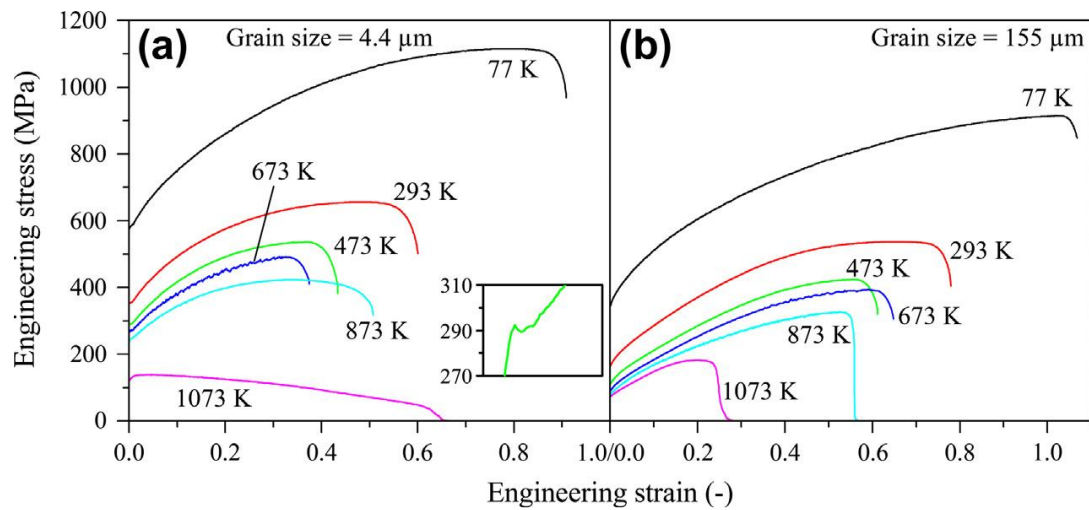 Engineering stress (MPa)
1200
1000
800
600
400
200
0
(a)
Grain size = 4.4 µm
77 K
673 K
293 K
473 K
873 K
1073 K
310
290
270
(b)
Grain size = 155 µm
77 K
293 K
473 K
673 K
873 K
1073 K
0.0 0.2 0.4 0.6 0.8 1.0/0.0 0.2 0.4 0.6 0.8 1.0
Engineering strain (-)